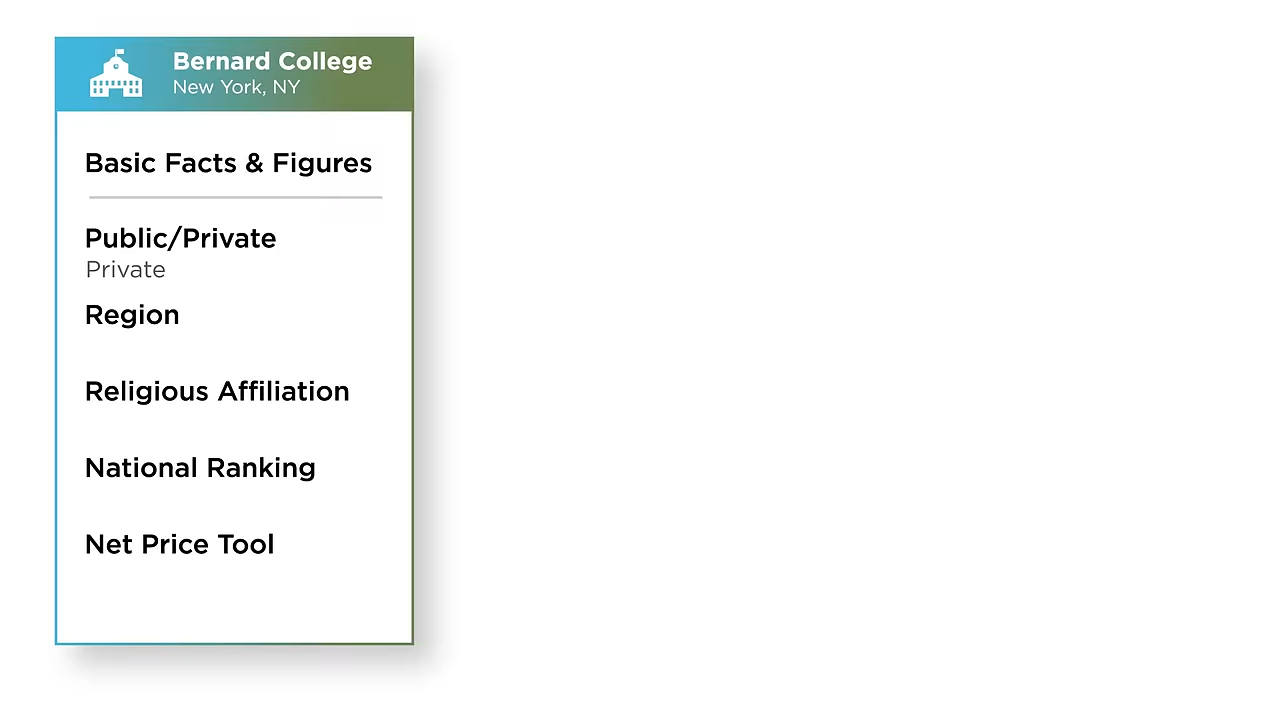 Bernard College
New York, NY
Basic Facts & Figures
Public/Private
Private
Region
Religious Affiliation
National Ranking
Net Price Tool